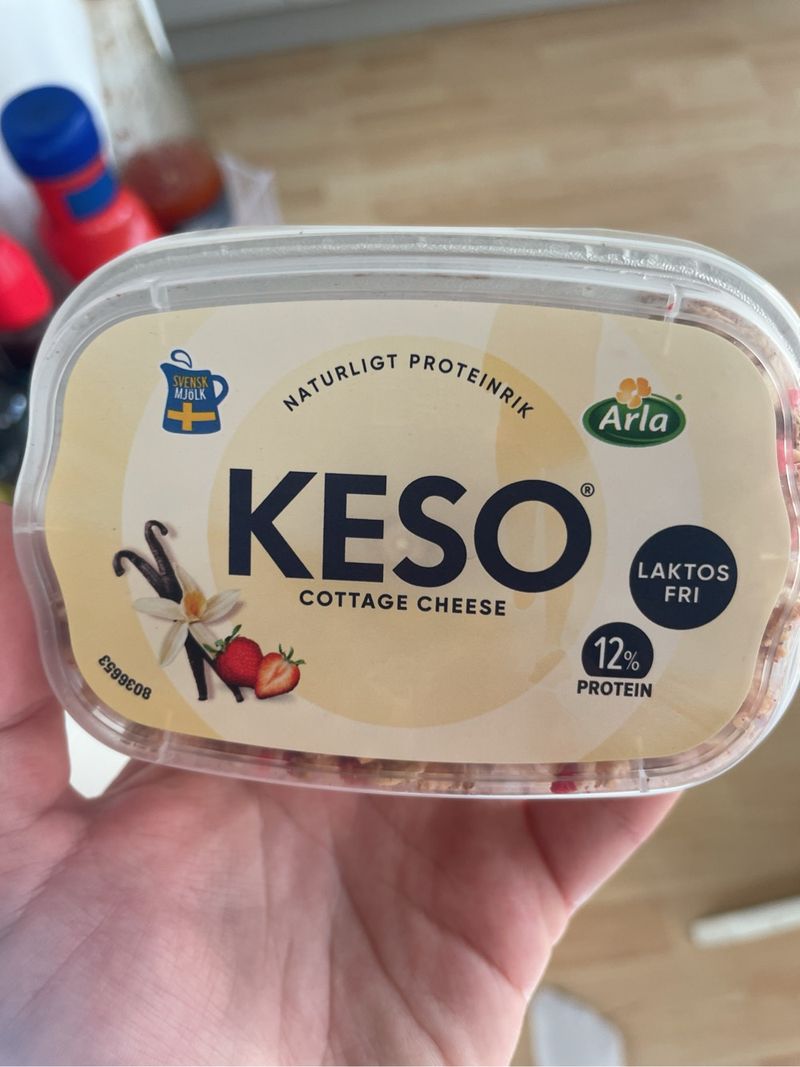 SVENSK
MJÖLK
NATURLIGT PROTEINRIK
Arla
KESO®
COTTAGE CHEESE
LAKTOS
FRI
12%
PROTEIN
8036653